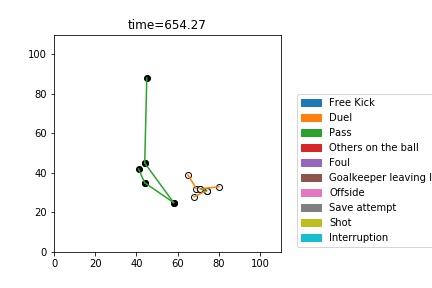 time=654.27
100
80
60
40
20
0
0 20 40 60 80 100
Free Kick
Duel
Pass
Others on the ball
Foul
Goalkeeper leaving l
Offside
Save attempt
Shot
Interruption